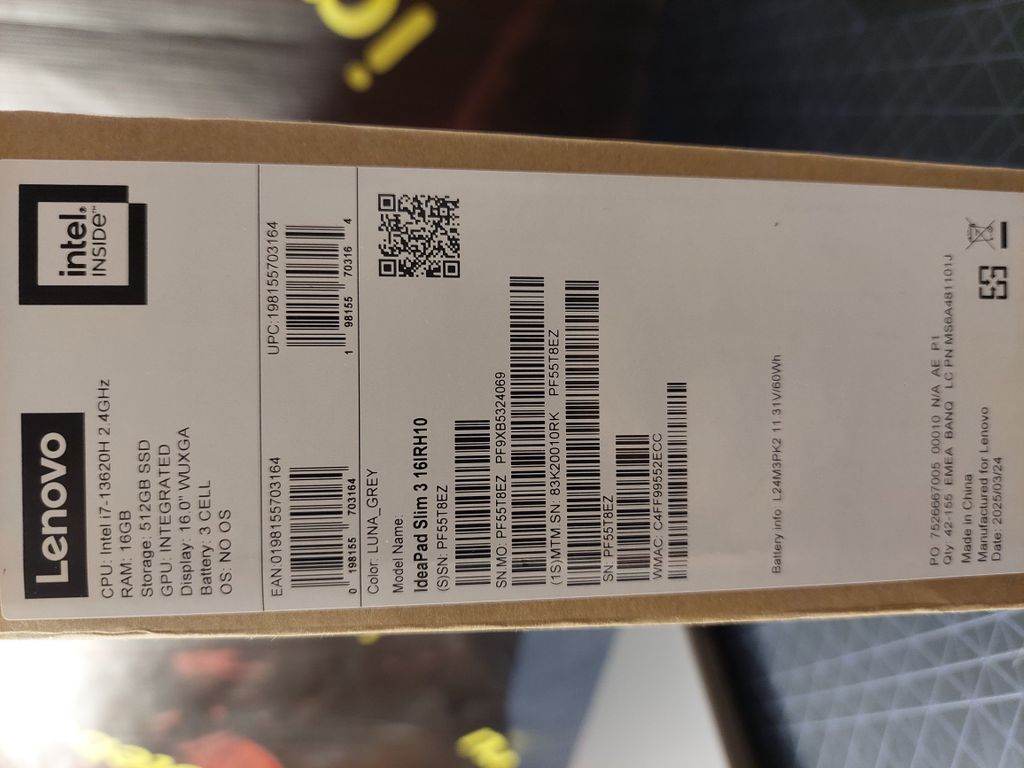 Lenovo
intel®
INSIDE™
CPU: Intel i7-13620H 2.4GHz
RAM: 16GB
Storage: 512GB SSD
GPU: INTEGRATED
Display: 16.0" WUXGA
Battery: 3 CELL
OS: NO OS
EAN:0198155703164
0 198155 703164
UPC:198155703164
1 98155 70316 4
Color: LUNA_GREY
Model Name:
IdeaPad Slim 3 16IRH10
(S)SN: PF55T8EZ
SN,MO: PF55T8EZ PF9XB5324069
(1S)MTM,SN: 83K20010RK PF55T8EZ
SN: PF55T8EZ
WMAC: C4FF99552ECC
Battery info L24M3PK2 11.31V/60Wh
PO 7526667005 00010 N/A AE P1
Qty 42-155 EMEA BANQ LC PN MS6A481101J
Made in China
Manufactured for Lenovo
Date: 2025/03/24